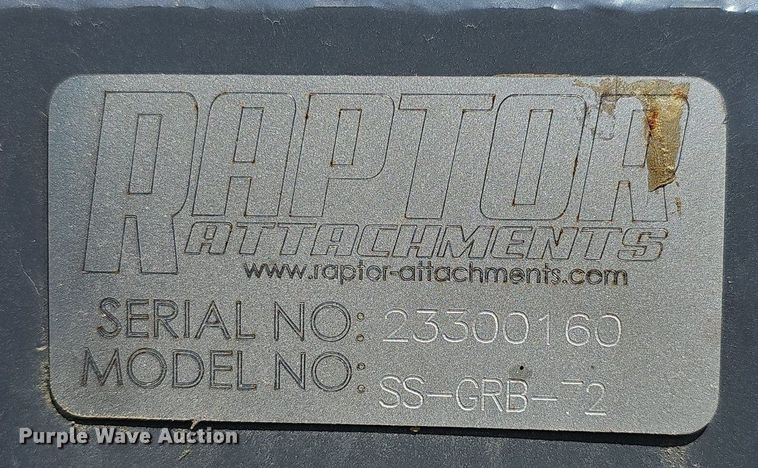 RAPTOR
ATTACHMENTS
www.raptor-attachments.com
SERIAL NO: 23300160
MODEL NO: SS-GRB-72
Purple Wave Auction